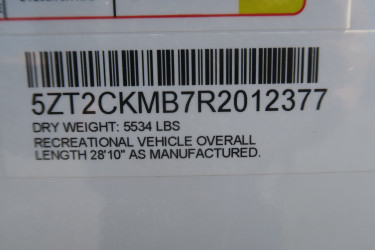 5ZT2CKMB7R2012377
DRY WEIGHT: 5534 LBS
RECREATIONAL VEHICLE OVERALL
LENGTH 28'10" AS MANUFACTURED.